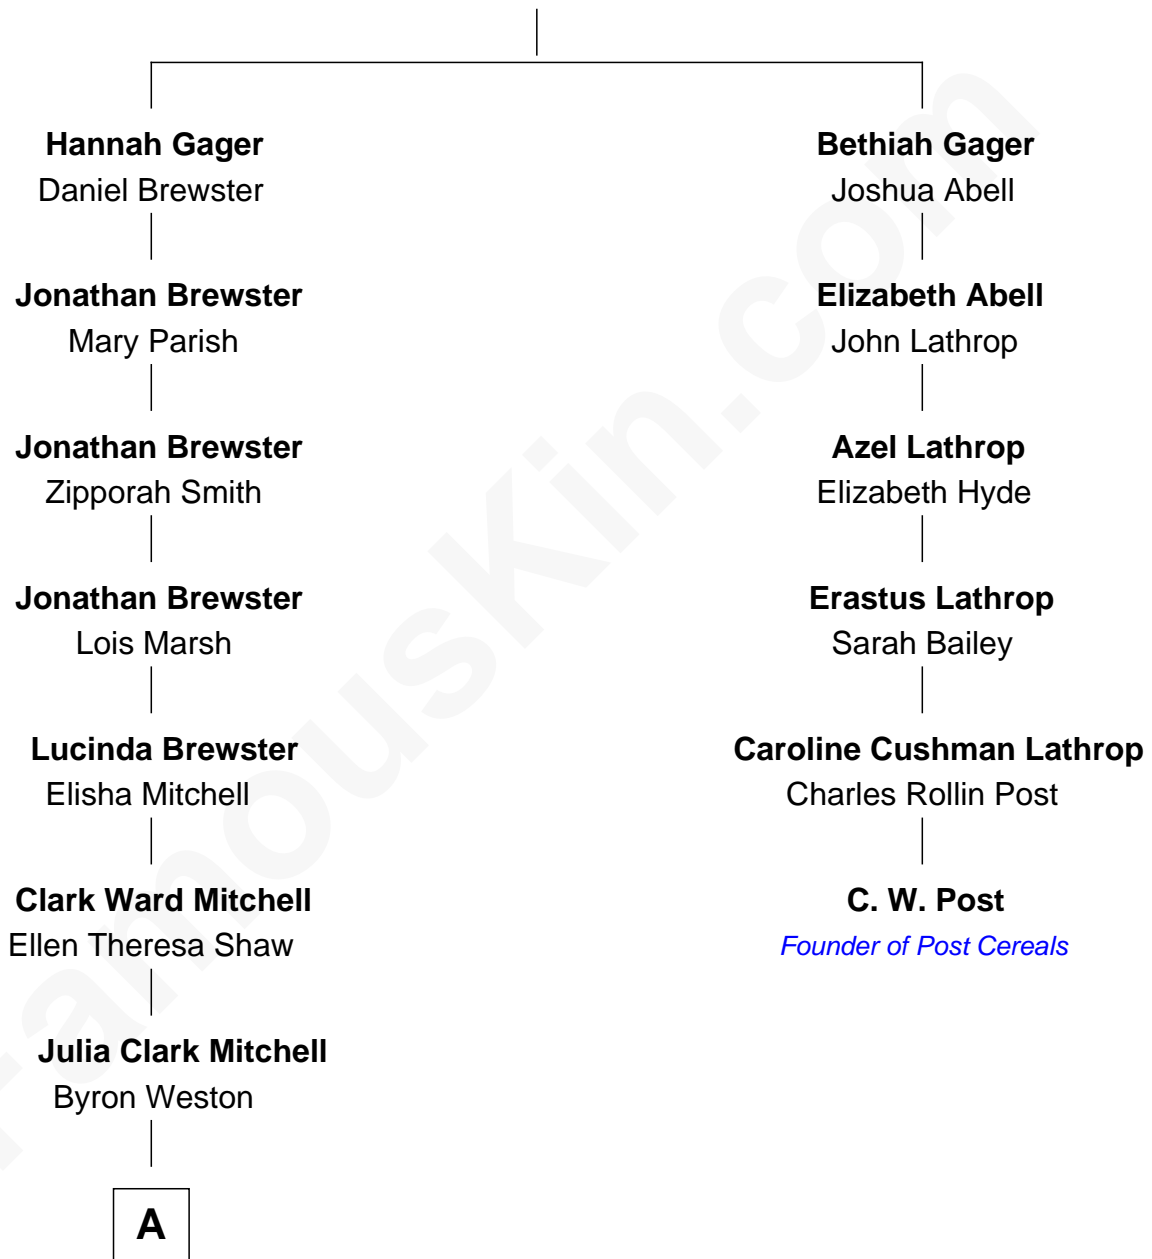 Hannah Gager
Daniel Brewster
Jonathan Brewster
Mary Parish
Jonathan Brewster
Zipporah Smith
Jonathan Brewster
Lois Marsh
Lucinda Brewster
Elisha Mitchell
Clark Ward Mitchell
Ellen Theresa Shaw
Julia Clark Mitchell
Byron Weston
A
Bethiah Gager
Joshua Abell
Elizabeth Abell
John Lathrop
Azel Lathrop
Elizabeth Hyde
Erastus Lathrop
Sarah Bailey
Caroline Cushman Lathrop
Charles Rollin Post
C. W. Post
Founder of Post Cereals
FamousKin.com